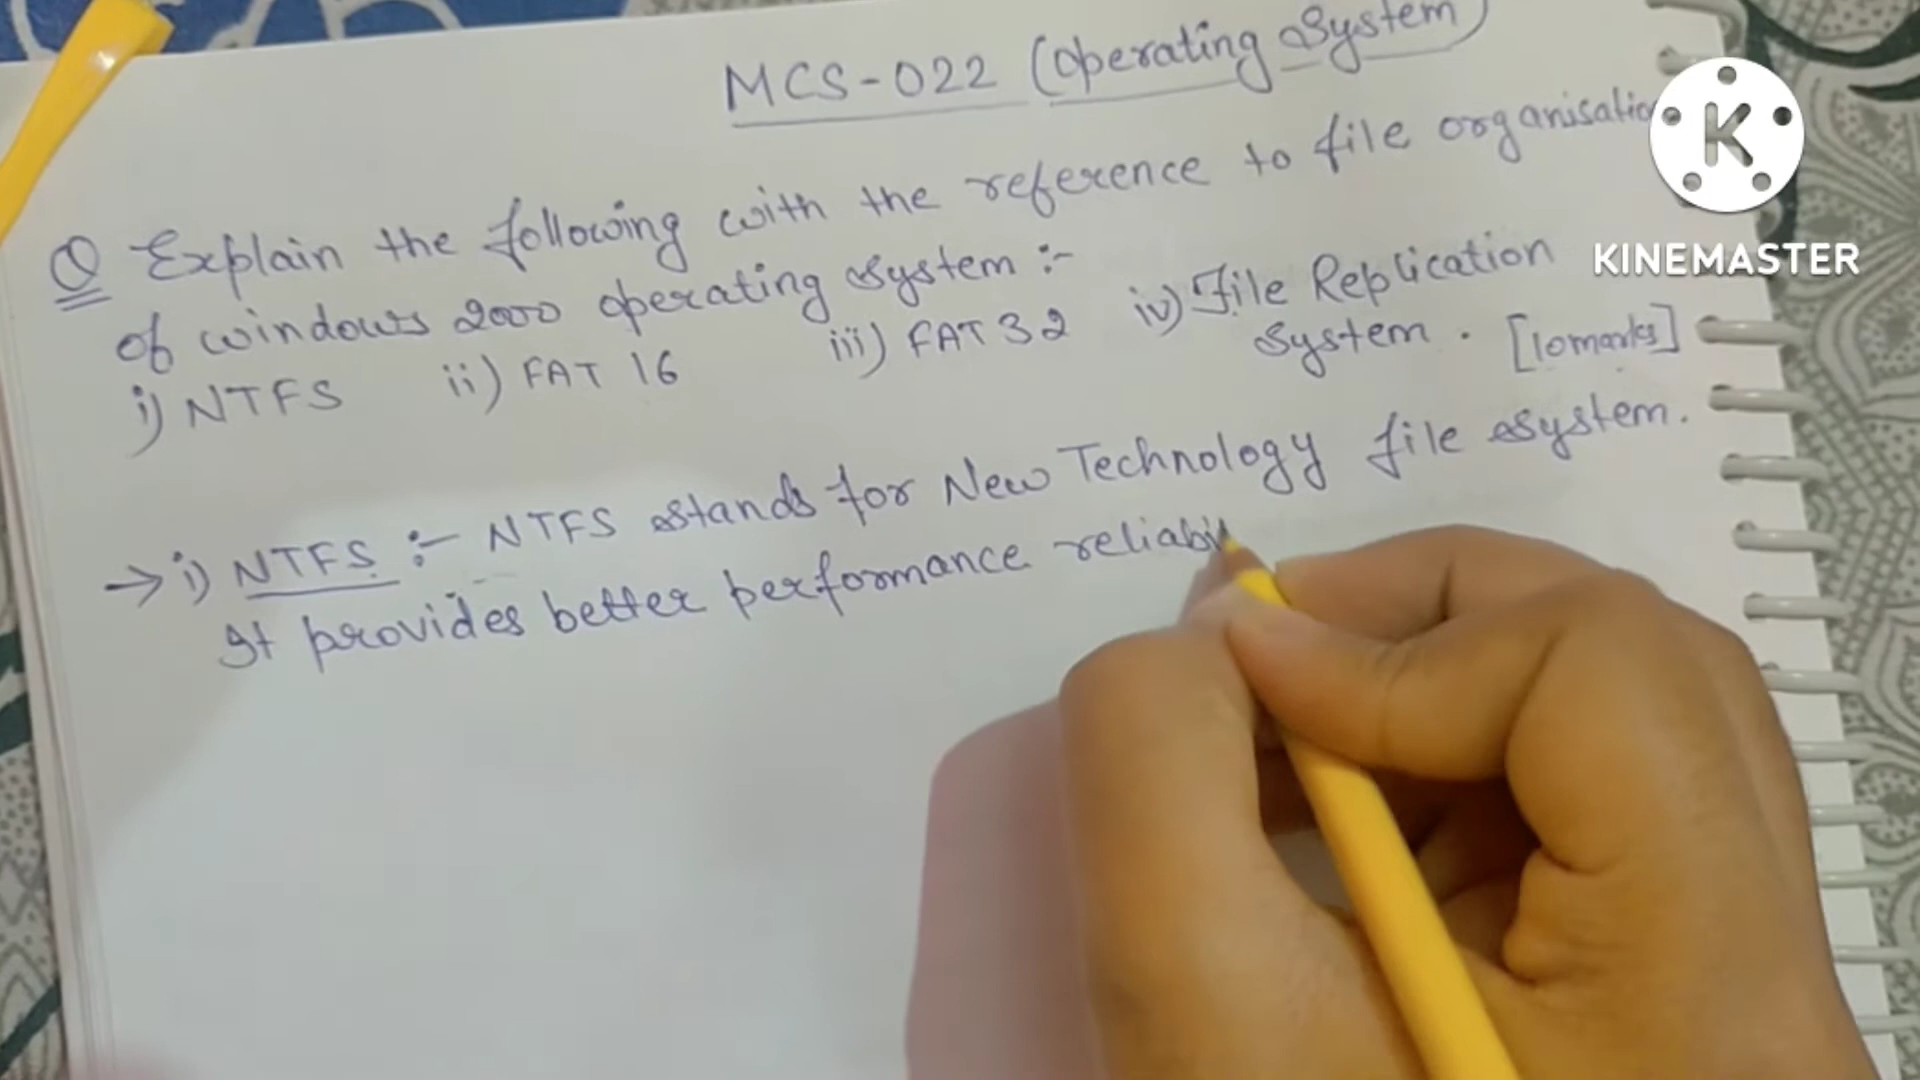 MCS-022 (Operating System)
Q Explain the following with the reference to file organisation
of windows 2000 operating system :-
i) NTFS ii) FAT 16 iii) FAT 32 iv) File Replication
System. [10marks]
→ i) NTFS :- NTFS stands for New Technology file system.
It provides better performance reliabi
K
KINEMASTER